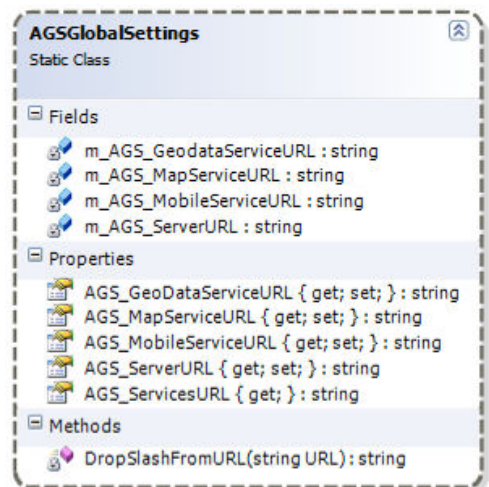 AGSGlobalSettings
Static Class
Fields
m_AGS_GeodataServiceURL : string
m_AGS_MapServiceURL : string
m_AGS_MobileServiceURL : string
m_AGS_ServerURL : string
Properties
AGS_GeoDataServiceURL { get; set; } : string
AGS_MapServiceURL { get; set; } : string
AGS_MobileServiceURL { get; set; } : string
AGS_ServerURL { get; set; } : string
AGS_ServicesURL { get; } : string
Methods
DropSlashFromURL(string URL) : string